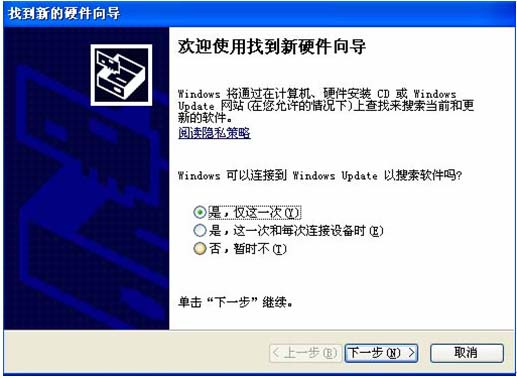 找到新的硬件向导
欢迎使用找到新硬件向导
Windows 将通过在计算机、硬件安装 CD 或 Windows
Update 网站(在您允许的情况下)上查找来搜索当前和更
新的软件。
阅读隐私策略
Windows 可以连接到 Windows Update 以搜索软件吗?
是，仅这一次(Y)
是，这一次和每次连接设备时(E)
否，暂时不(T)
单击“下一步”继续。
< 上一步(B) 下一步(N) > 取消